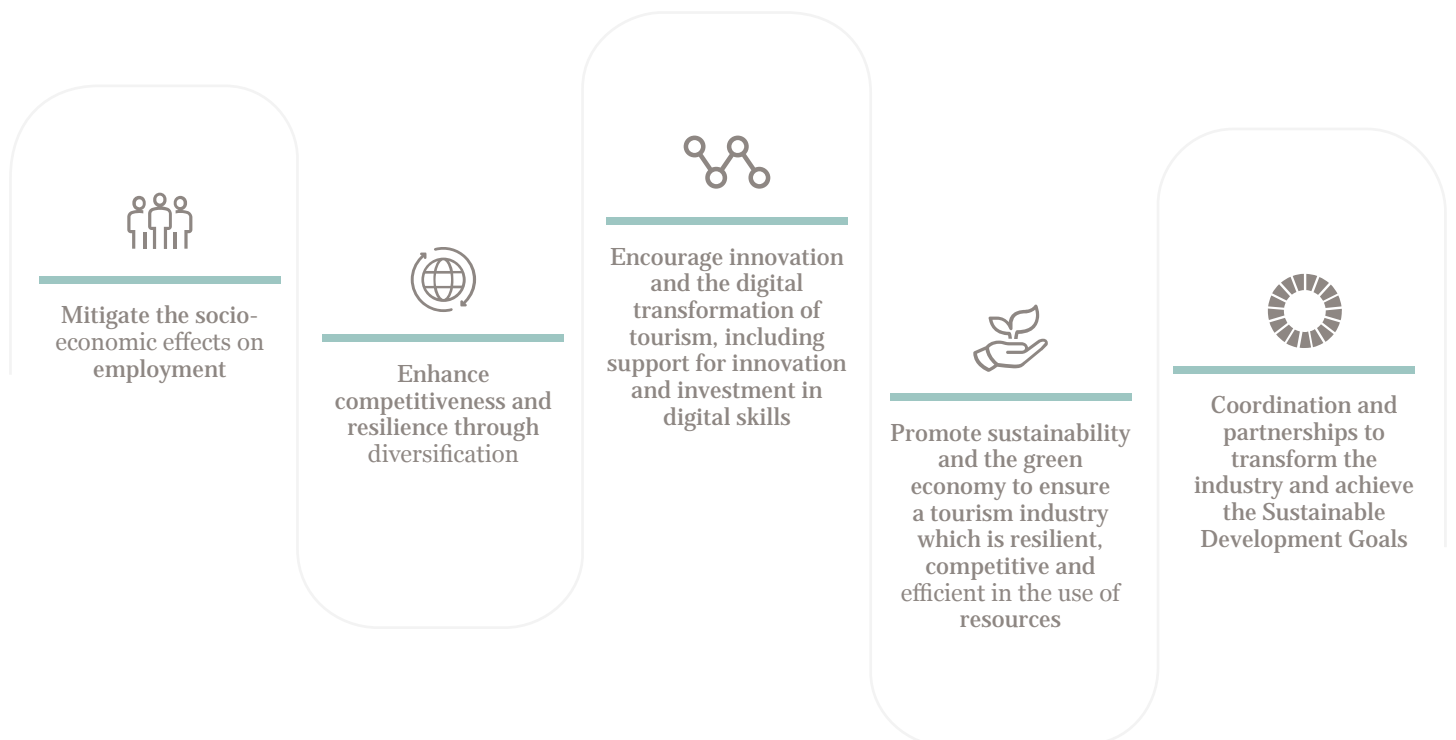 Mitigate the socio-
economic effects on
employment
Enhance
competitiveness and
resilience through
diversification
Encourage innovation
and the digital
transformation of
tourism, including
support for innovation
and investment in
digital skills
Promote sustainability
and the green
economy to ensure
a tourism industry
which is resilient,
competitive and
efficient in the use of
resources
Coordination and
partnerships to
transform the
industry and achieve
the Sustainable
Development Goals